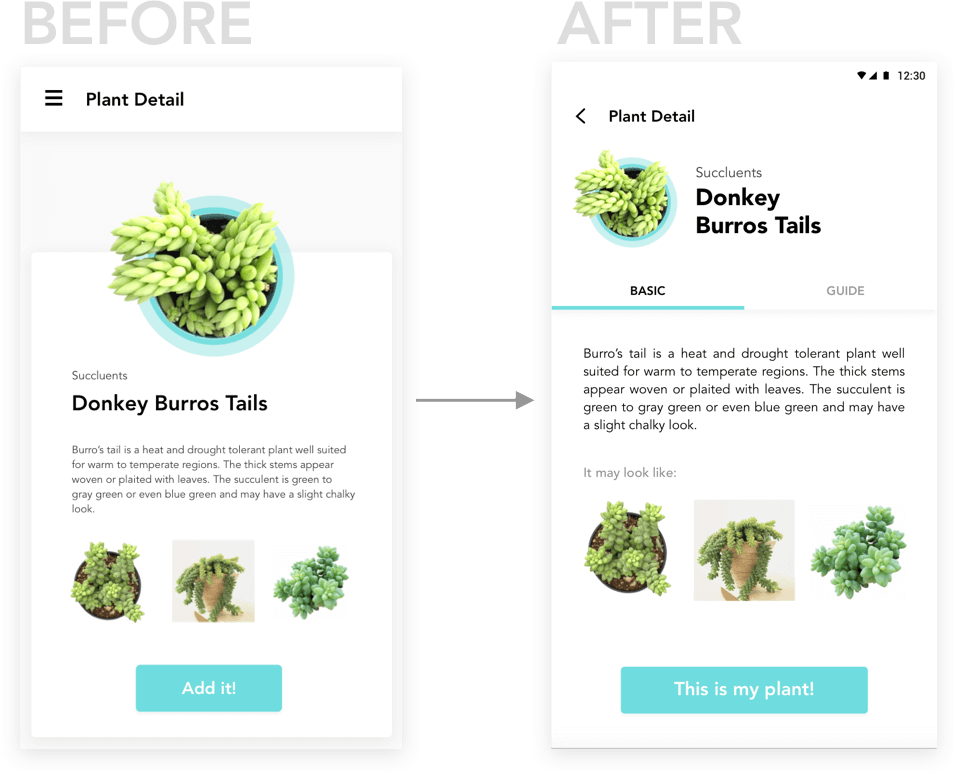 BEFORE
Plant Detail
Succluents
Donkey Burros Tails
Burro's tail is a heat and drought tolerant plant well suited
for warm to temperate regions. The thick stems appear
woven or plaited with leaves. The succulent is green to
gray green or even blue green and may have a slight chalky
look.
Add it!
AFTER
12:30
Plant Detail
Succluents
Donkey
Burros Tails
BASIC
GUIDE
Burro's tail is a heat and drought tolerant plant well
suited for warm to temperate regions. The thick stems
appear woven or plaited with leaves. The succulent is
green to gray green or even blue green and may have
a slight chalky look.
It may look like:
This is my plant!